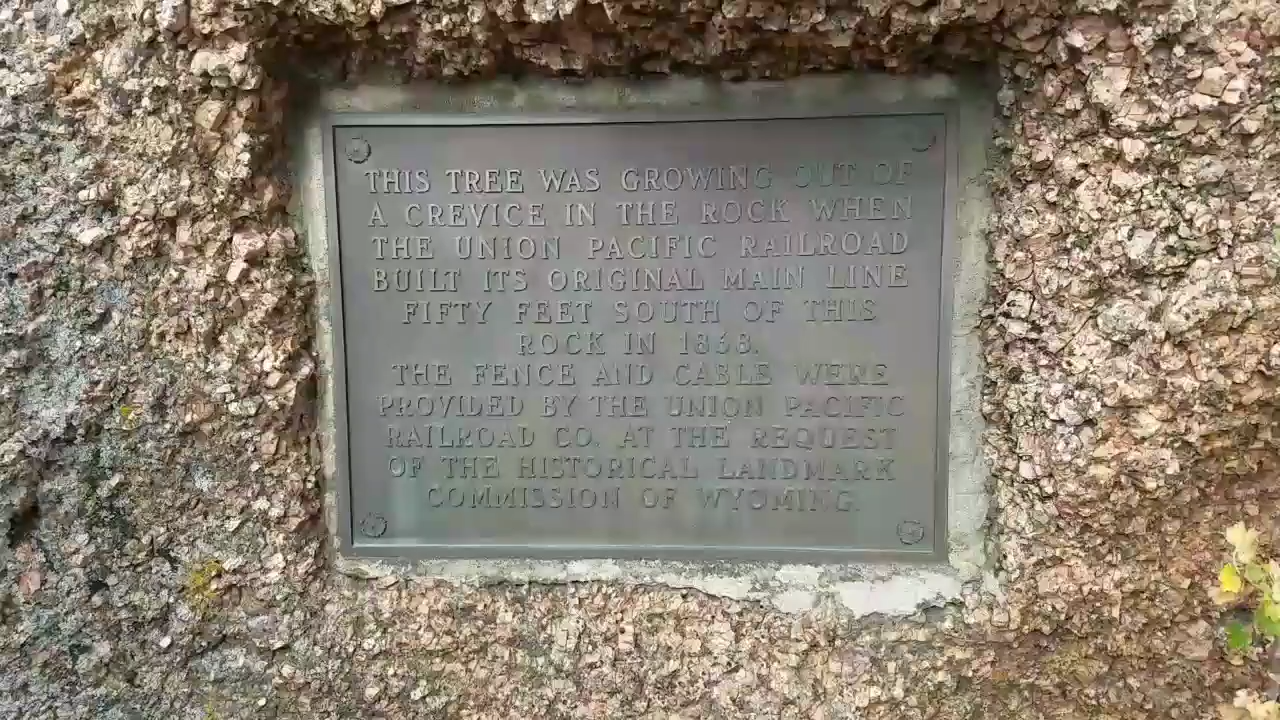 THIS TREE WAS GROWING OUT OF
A CREVICE IN THE ROCK WHEN
THE UNION PACIFIC RAILROAD
BUILT ITS ORIGINAL MAIN LINE
FIFTY FEET SOUTH OF THIS
ROCK IN 1868.
THE FENCE AND CABLE WERE
PROVIDED BY THE UNION PACIFIC
RAILROAD CO. AT THE REQUEST
OF THE HISTORICAL LANDMARK
COMMISSION OF WYOMING.